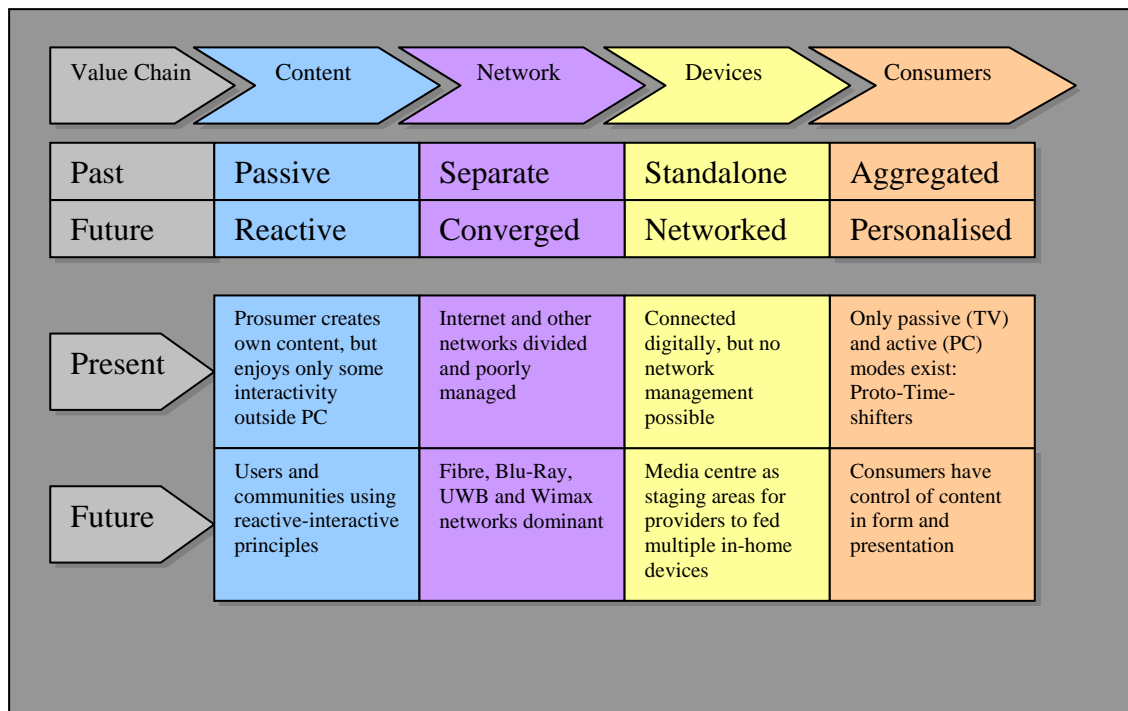 Value Chain
Content
Network
Devices
Consumers
Past
Passive
Separate
Standalone
Aggregated
Future
Reactive
Converged
Networked
Personalised
Present
Prosumer creates
own content, but
enjoys only some
interactivity
outside PC
Internet and other
networks divided
and poorly
managed
Connected
digitally, but no
network
management
possible
Only passive (TV)
and active (PC)
modes exist:
Proto-Time-
shifters
Future
Users and
communities using
reactive-interactive
principles
Fibre, Blu-Ray,
UWB and Wimax
networks dominant
Media centre as
staging areas for
providers to fed
multiple in-home
devices
Consumers have
control of content
in form and
presentation